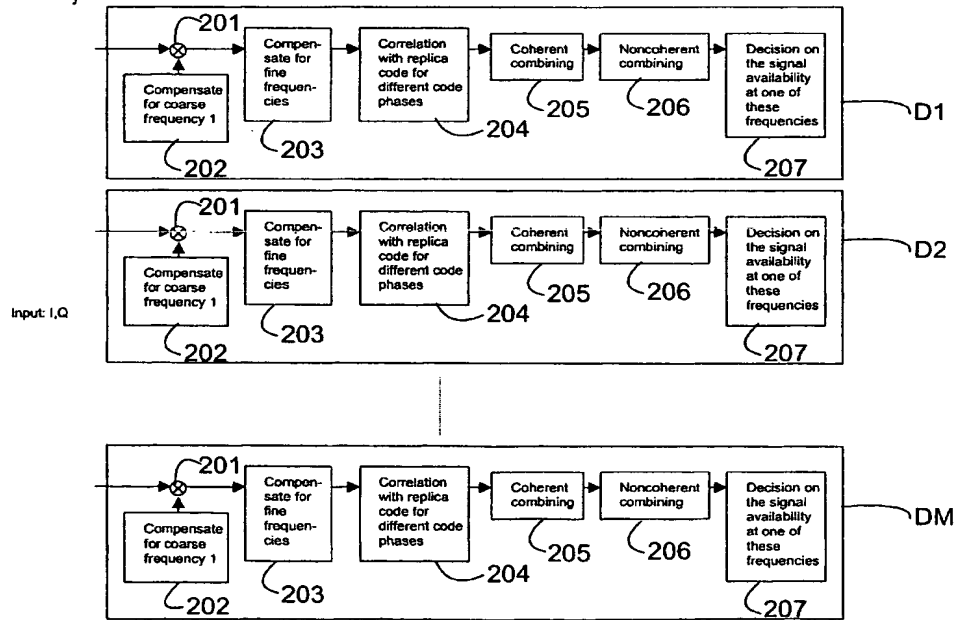 201
Compensate
for coarse
frequency 1
202
Compen-
sate for
fine
frequen-
cies
203
Correlation
with replica
code for
different code
phases
204
Coherent
combining
205
Noncoherent
combining
206
Decision on
the signal
availability
at one of
these
frequencies
207
D1
201
Compensate
for coarse
frequency 1
202
Compen-
sate for
fine
frequen-
cies
203
Correlation
with replica
code for
different code
phases
204
Coherent
combining
205
Noncoherent
combining
206
Decision on
the signal
availability
at one of
these
frequencies
207
D2
Input: I,Q
201
Compensate
for coarse
frequency 1
202
Compen-
sate for
fine
frequen-
cies
203
Correlation
with replica
code for
different code
phases
204
Coherent
combining
205
Noncoherent
combining
206
Decision on
the signal
availability
at one of
these
frequencies
207
DM